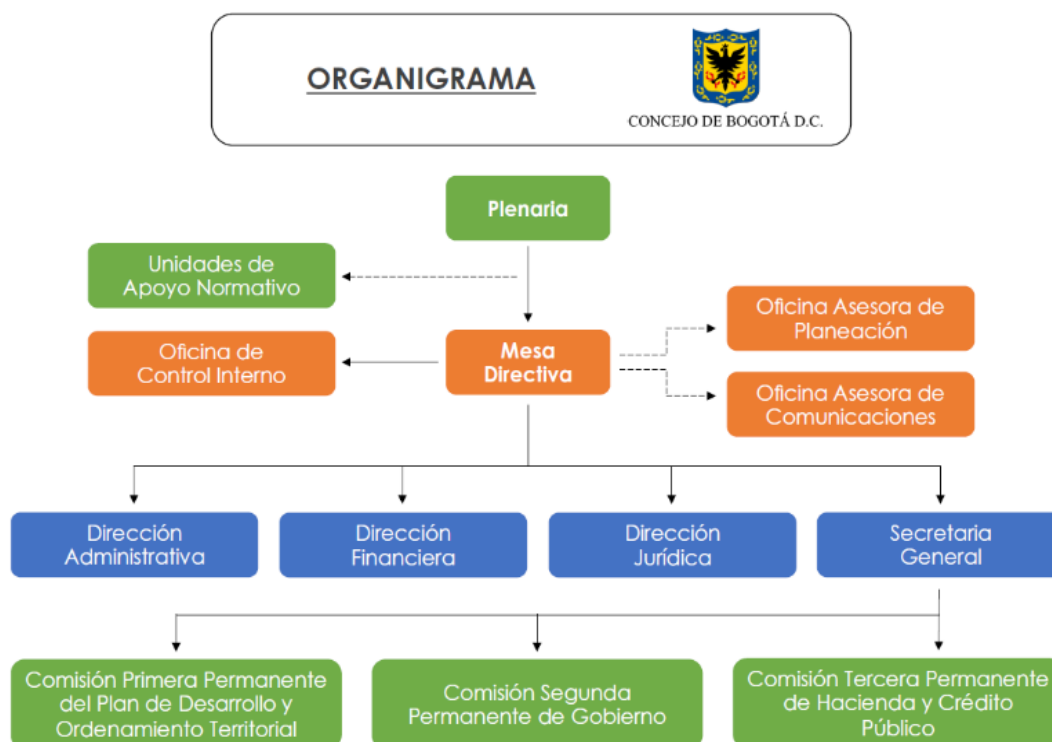 ORGANIGRAMA
CONCEJO DE BOGOTÁ D.C.
Plenaria
Unidades de
Apoyo Normativo
Oficina Asesora de
Planeación
Oficina de
Control Interno
Mesa
Directiva
Oficina Asesora de
Comunicaciones
Dirección
Administrativa
Dirección
Financiera
Dirección
Jurídica
Secretaria
General
Comisión Primera Permanente
del Plan de Desarrollo y
Ordenamiento Territorial
Comisión Segunda
Permanente de Gobierno
Comisión Tercera Permanente
de Hacienda y Crédito
Público